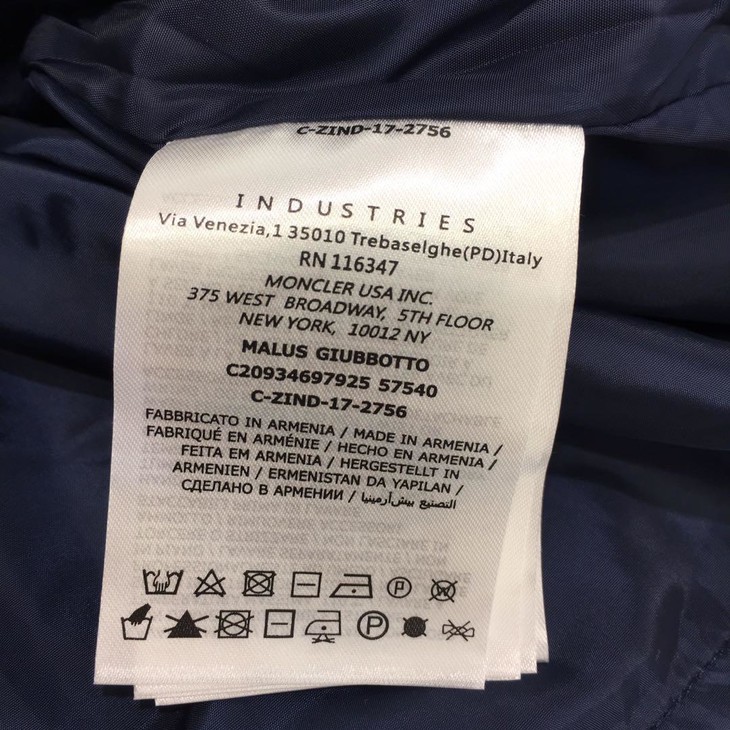 C-ZIND-17-2756
INDUSTRIES
Via Venezia,1 35010 Trebaselghe(PD)Italy
RN 116347
MONCLER USA INC.
375 WEST BROADWAY, 5TH FLOOR
NEW YORK, 10012 NY
MALUS GIUBBOTTO
C20934697925 57540
C-ZIND-17-2756
FABBRICATO IN ARMENIA / MADE IN ARMENIA /
FABRIQUÉ EN ARMÉNIE / HECHO EN ARMENIA /
FEITA EM ARMENIA / HERGESTELLT IN
ARMENIEN / ERMENISTAN DA YAPILAN /
СДЕЛАНО В АРМЕНИИ / التصنيع بيش‌أرمينيا
P W
P